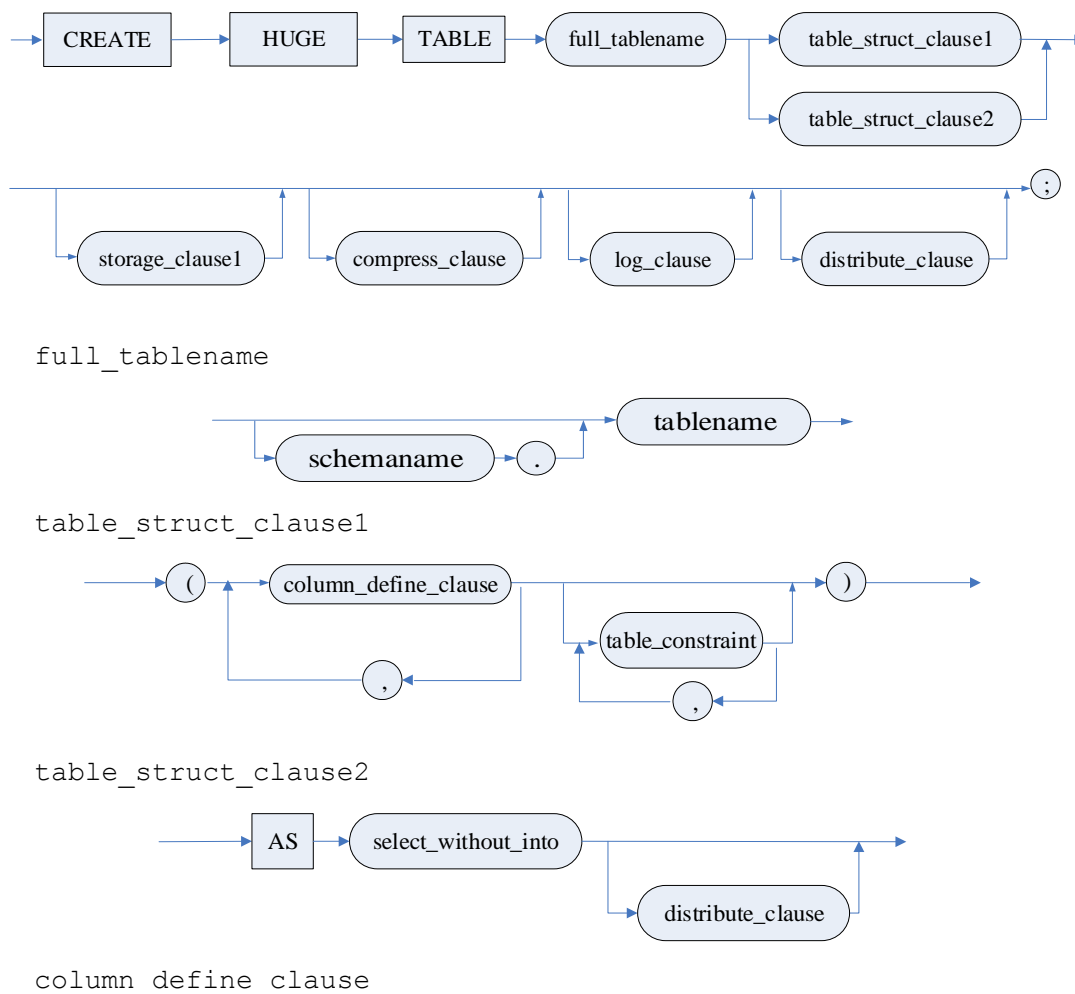 CREATE HUGE TABLE full_tablename table_struct_clause1
table_struct_clause2
;
storage_clause1 compress_clause log_clause distribute_clause
full_tablename
tablename
schemaname .
table_struct_clause1
( column_define_clause )
table_constraint
,
,
table_struct_clause2
AS select_without_into
distribute_clause
column define clause